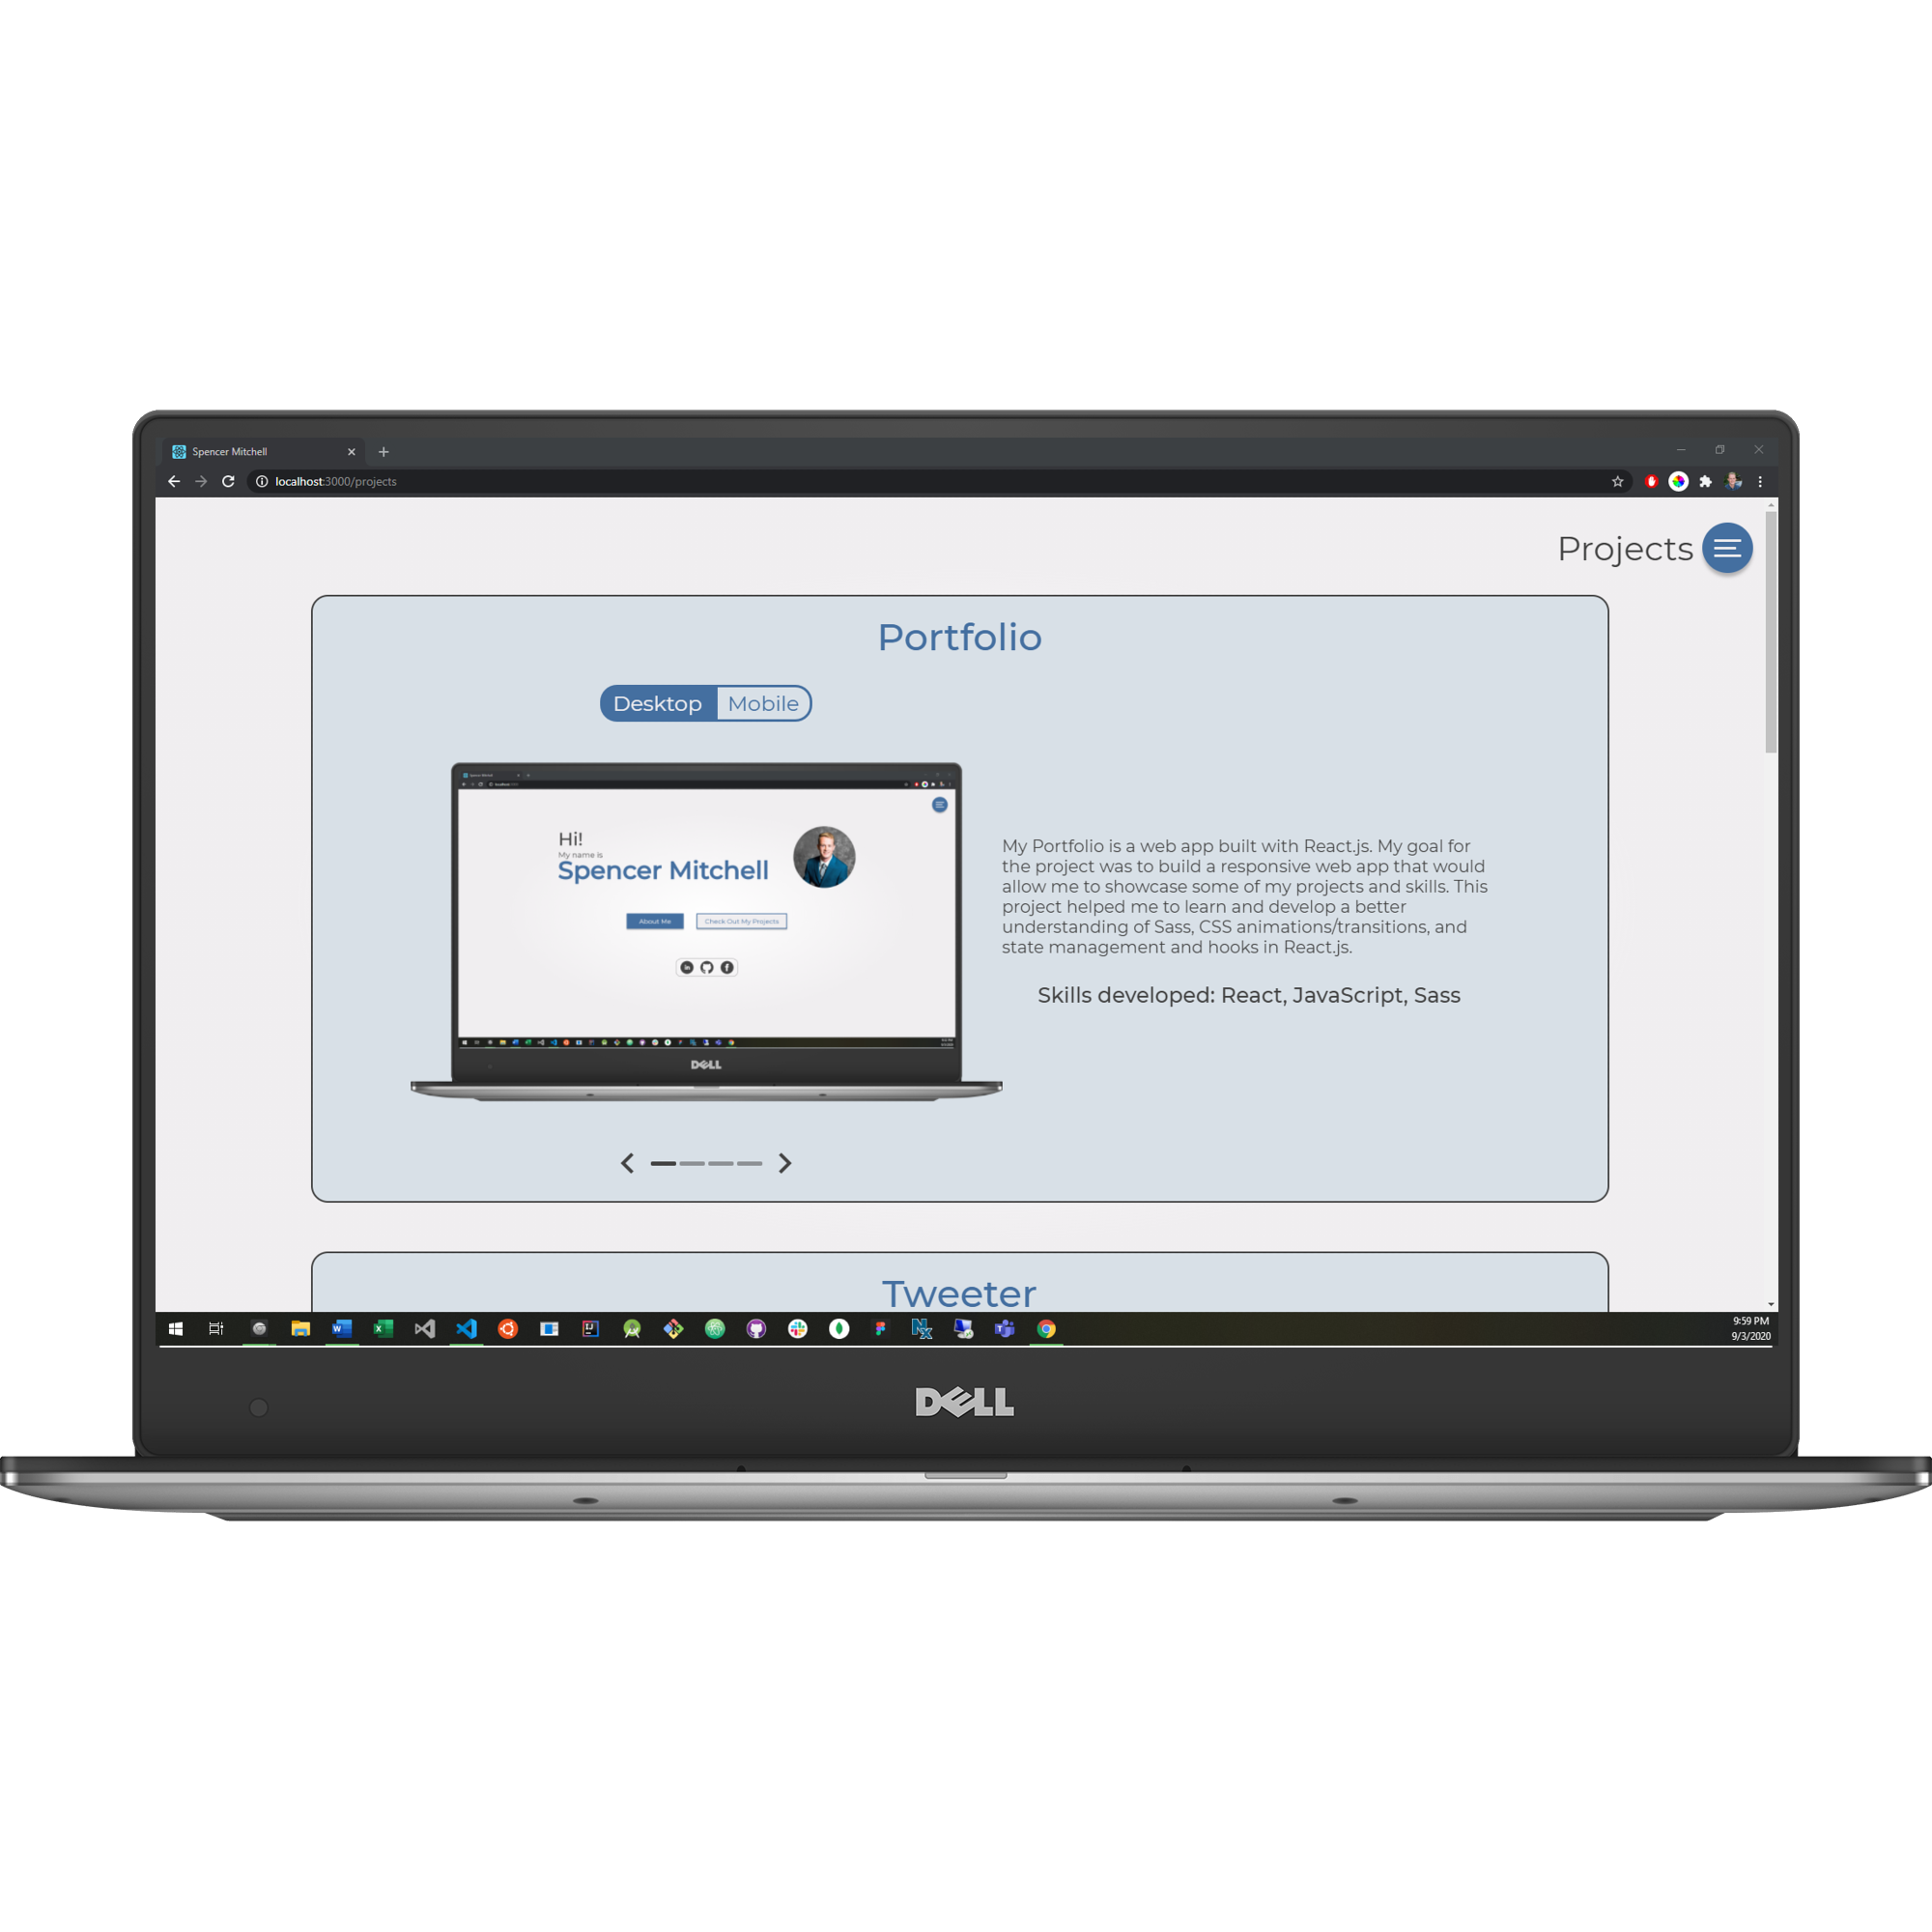 Spencer Mitchell
localhost:3000/projects
Projects
Portfolio
Desktop Mobile
Hi!
My name is
Spencer Mitchell
About Me Check Out My Projects
DELL
My Portfolio is a web app built with React.js. My goal for
the project was to build a responsive web app that would
allow me to showcase some of my projects and skills. This
project helped me to learn and develop a better
understanding of Sass, CSS animations/transitions, and
state management and hooks in React.js.
Skills developed: React, JavaScript, Sass
Tweeter
9:59 PM
9/3/2020
DELL